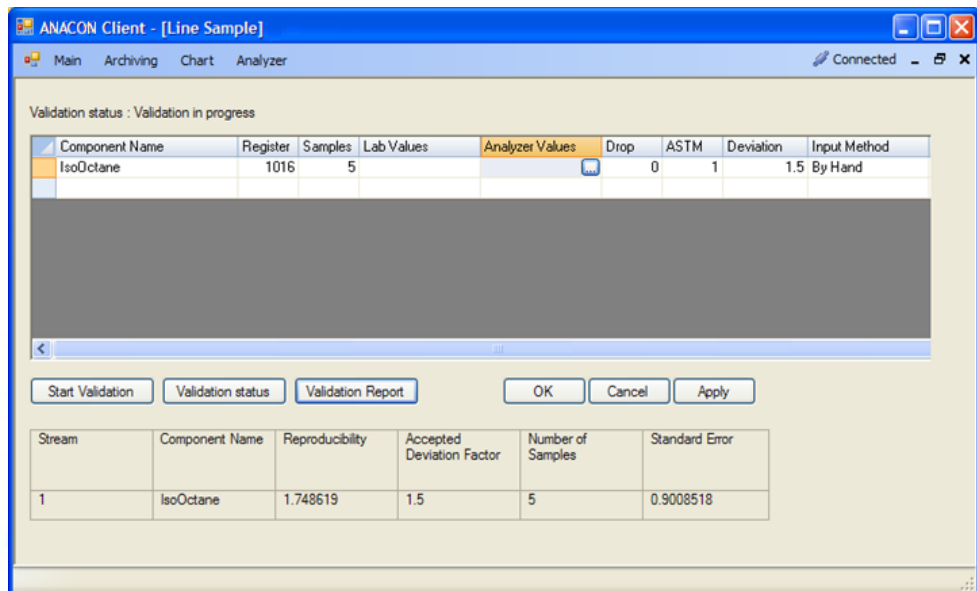 ANACON Client - [Line Sample]
Main Archiving Chart Analyzer Connected
Validation status : Validation in progress
Component Name Register Samples Lab Values Analyzer Values Drop ASTM Deviation Input Method
IsoOctane 1016 5 ... 0 1 1.5 By Hand
Start Validation Validation status Validation Report OK Cancel Apply
Stream Component Name Reproducibility Accepted Number of Standard Error
Deviation Factor Samples
1 IsoOctane 1.748619 1.5 5 0.9008518